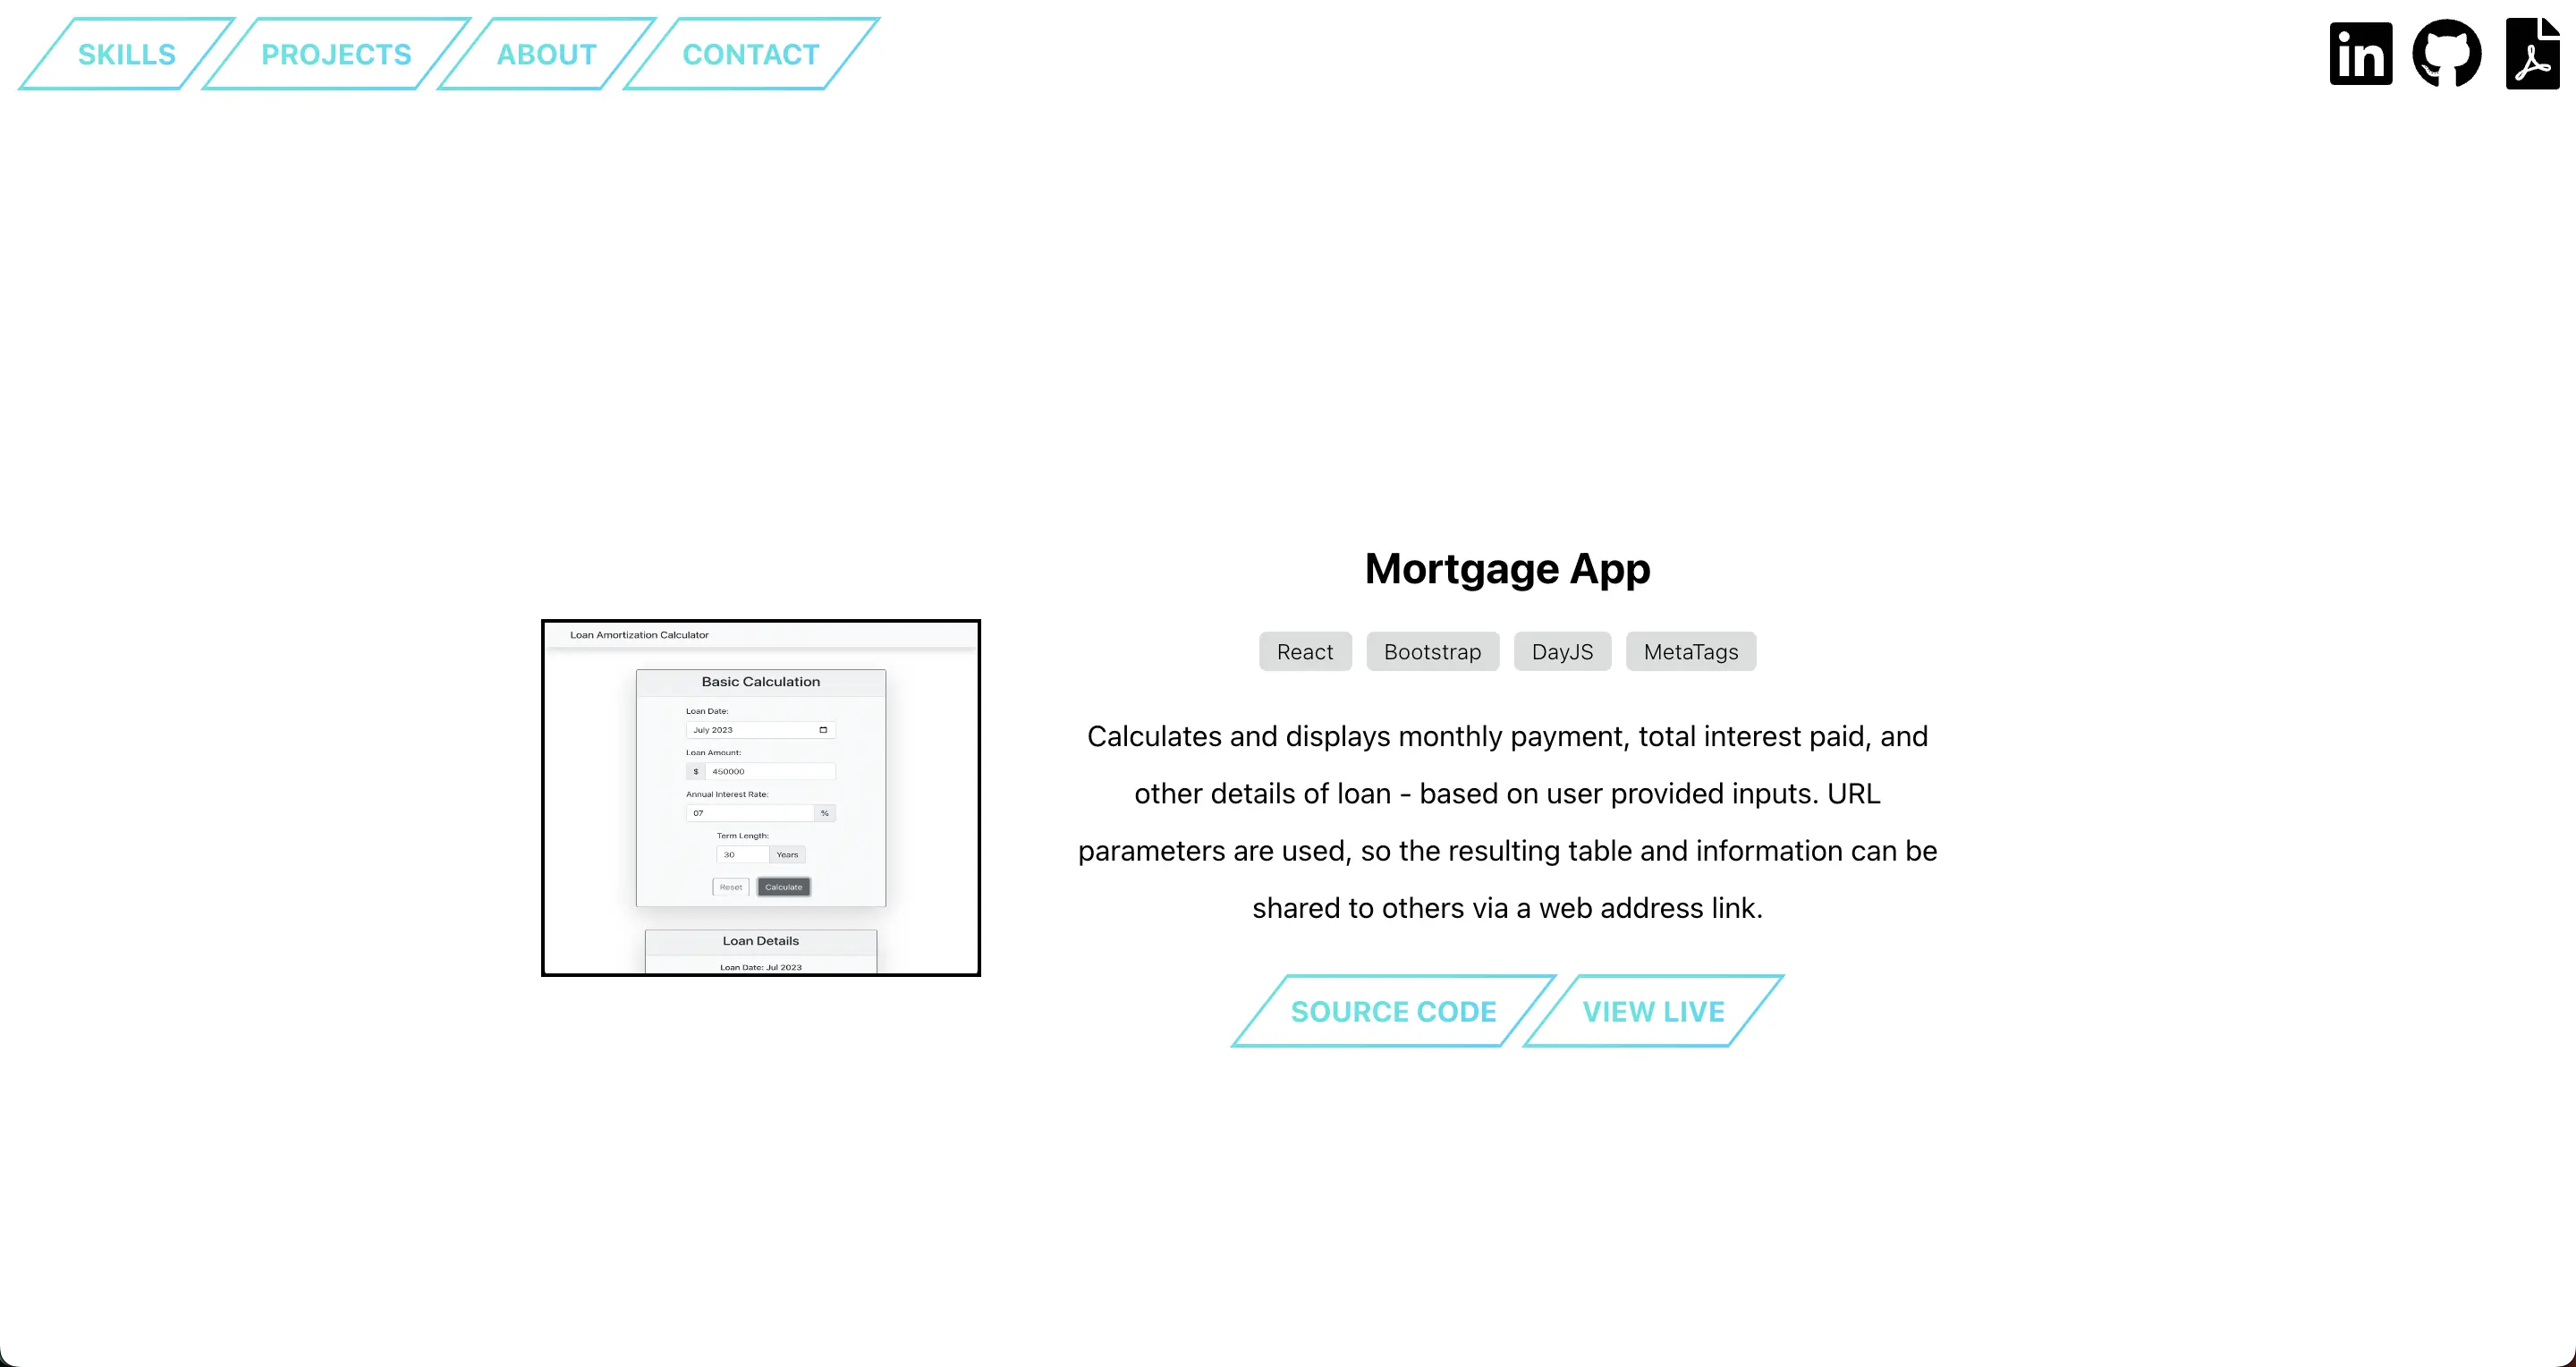 SKILLS PROJECTS ABOUT CONTACT
in
Mortgage App
React Bootstrap DayJS MetaTags
Calculates and displays monthly payment, total interest paid, and
other details of loan - based on user provided inputs. URL
parameters are used, so the resulting table and information can be
shared to others via a web address link.
SOURCE CODE VIEW LIVE
Loan Amortization Calculator
Basic Calculation
Loan Date:
July 2023
Loan Amount:
$ 450000
Annual Interest Rate:
07 %
Term Length:
30 Years
Reset Calculate
Loan Details
Loan Date: Jul 2023